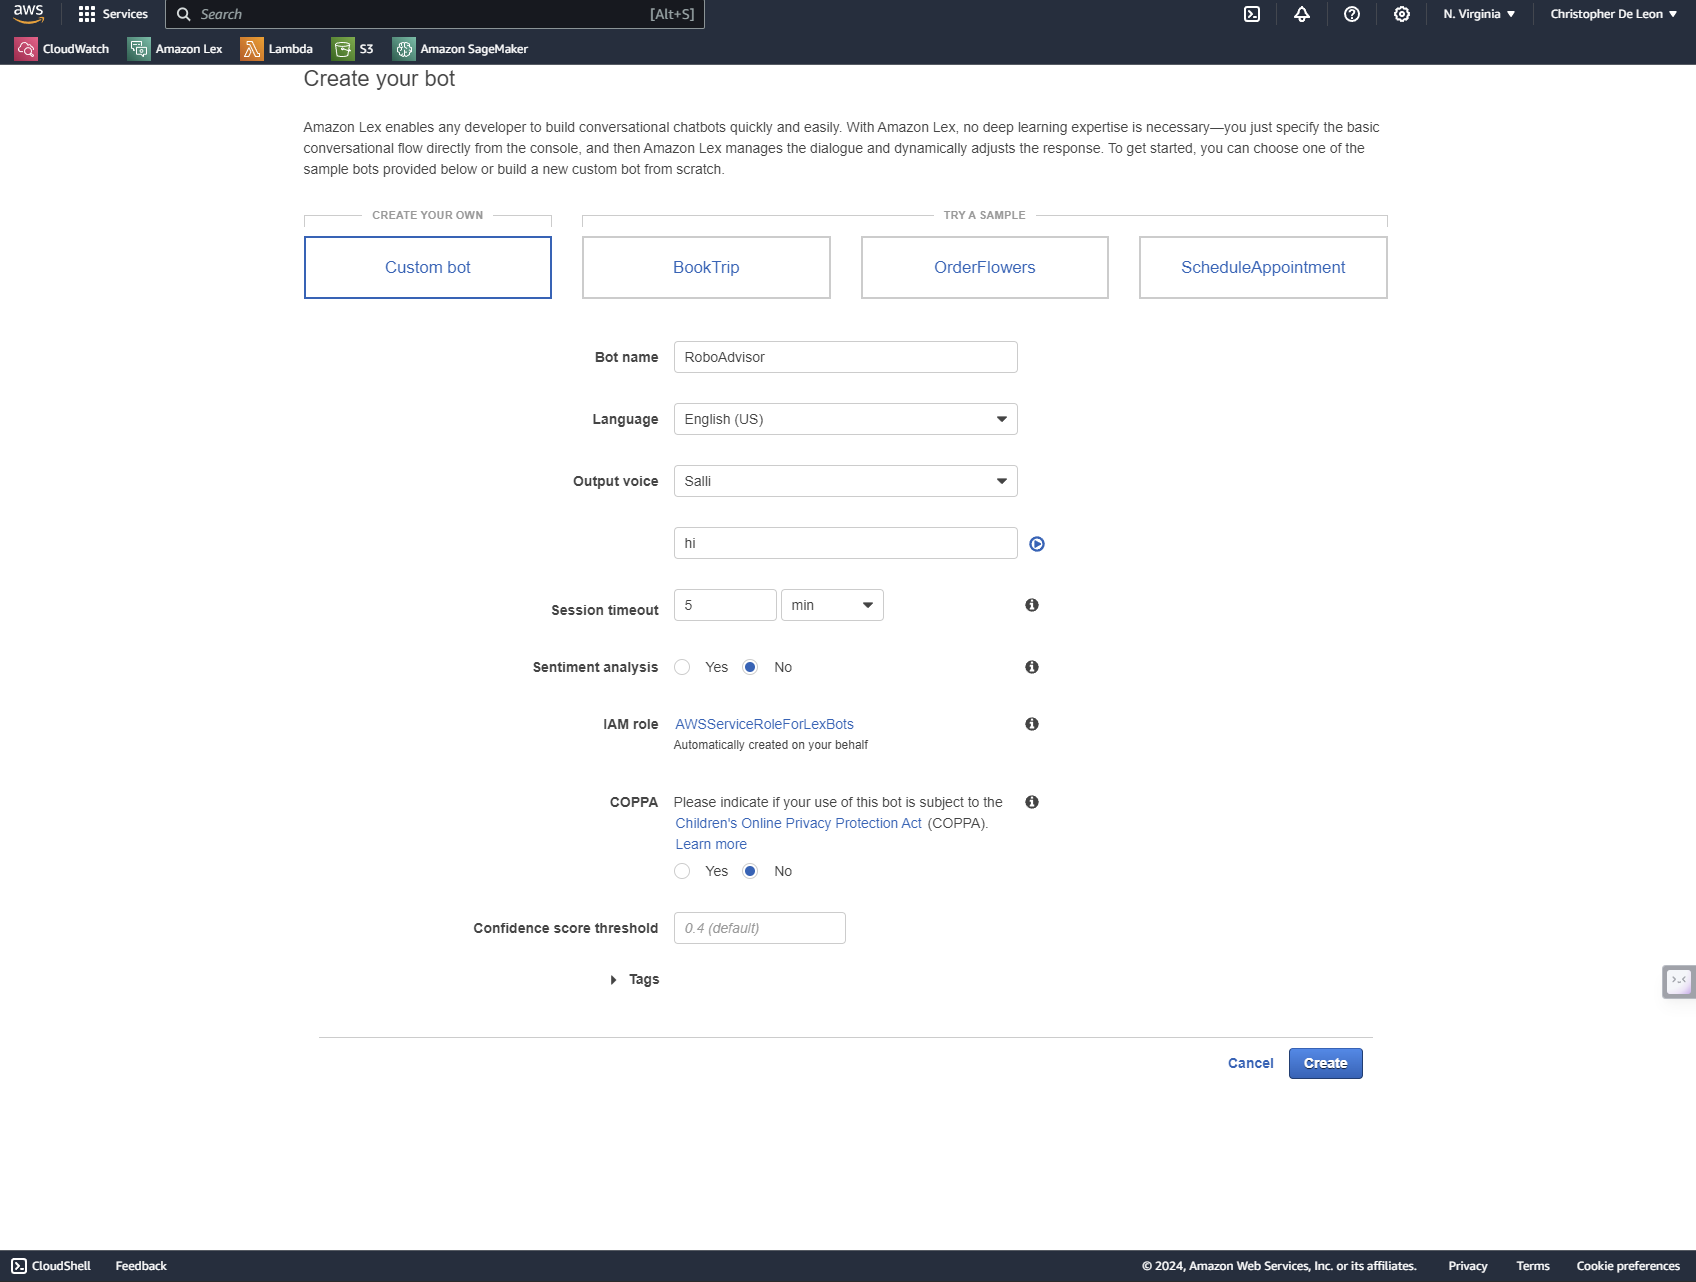 aws
Services
Search
[Alt+S]
N. Virginia
Christopher De Leon
CloudWatch
Amazon Lex
Lambda
S3
Amazon SageMaker
Create your bot
Amazon Lex enables any developer to build conversational chatbots quickly and easily. With Amazon Lex, no deep learning expertise is necessary—you just specify the basic
conversational flow directly from the console, and then Amazon Lex manages the dialogue and dynamically adjusts the response. To get started, you can choose one of the
sample bots provided below or build a new custom bot from scratch.
CREATE YOUR OWN
TRY A SAMPLE
Custom bot
BookTrip
OrderFlowers
ScheduleAppointment
Bot name
RoboAdvisor
Language
English (US)
Output voice
Salli
hi
Session timeout
5
min
Sentiment analysis
Yes
No
IAM role
AWSServiceRoleForLexBots
Automatically created on your behalf
COPPA
Please indicate if your use of this bot is subject to the
Children's Online Privacy Protection Act (COPPA).
Learn more
Yes
No
Confidence score threshold
0.4 (default)
Tags
Cancel
Create
CloudShell
Feedback
© 2024, Amazon Web Services, Inc. or its affiliates.
Privacy
Terms
Cookie preferences